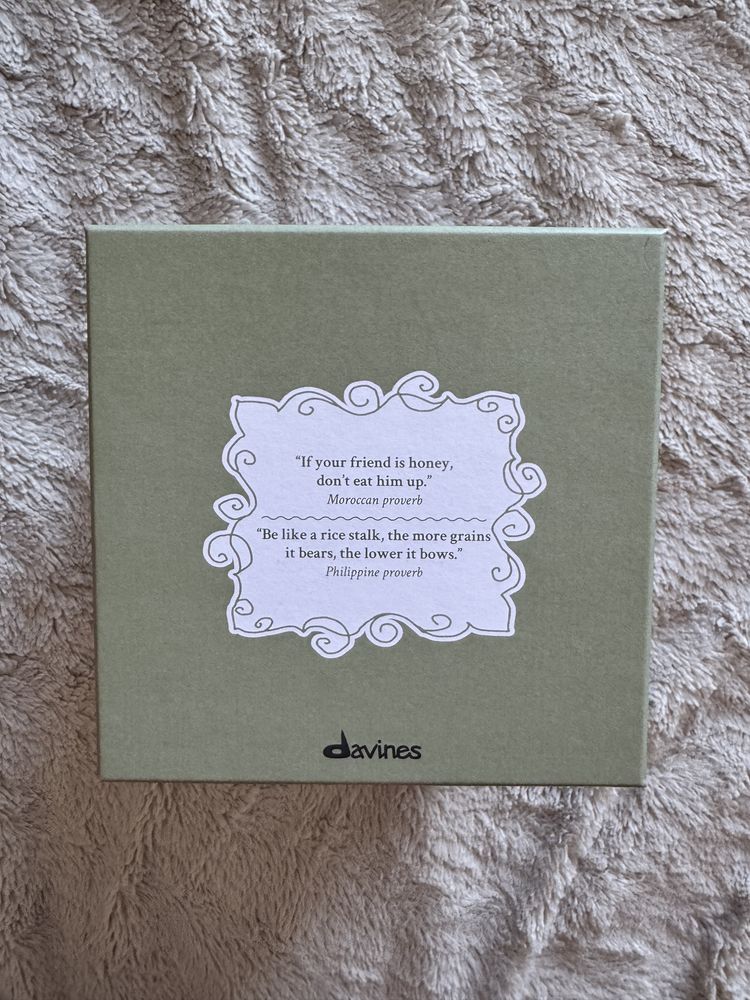 “If your friend is honey,
don’t eat him up.”
Moroccan proverb
“Be like a rice stalk, the more grains
it bears, the lower it bows.”
Philippine proverb
davines